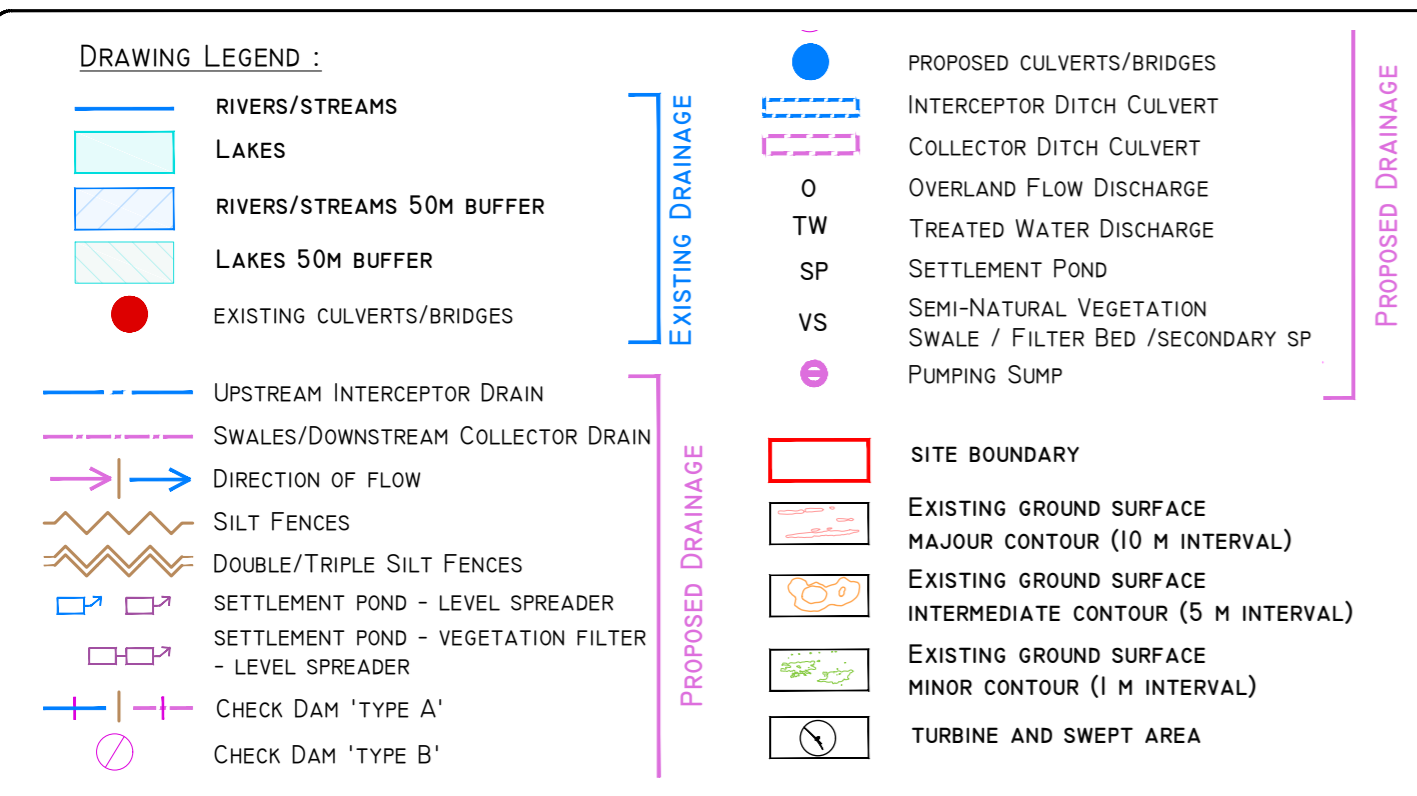 Drawing Legend :
rivers/streams
Lakes
rivers/streams 50m buffer
Lakes 50m buffer
existing culverts/bridges
Existing Drainage
Upstream Interceptor Drain
Swales/Downstream Collector Drain
Direction of flow
Silt Fences
Double/Triple Silt Fences
settlement pond - level spreader
settlement pond - vegetation filter
- level spreader
Check Dam 'type A'
Check Dam 'type B'
Proposed Drainage
proposed culverts/bridges
Interceptor Ditch Culvert
Collector Ditch Culvert
O
Overland Flow Discharge
TW
Treated Water Discharge
SP
Settlement Pond
VS
Semi-Natural Vegetation
Swale / Filter Bed /secondary sp
Pumping Sump
Proposed Drainage
site boundary
Existing ground surface
majour contour (10 m interval)
Existing ground surface
intermediate contour (5 m interval)
Existing ground surface
minor contour (1 m interval)
turbine and swept area